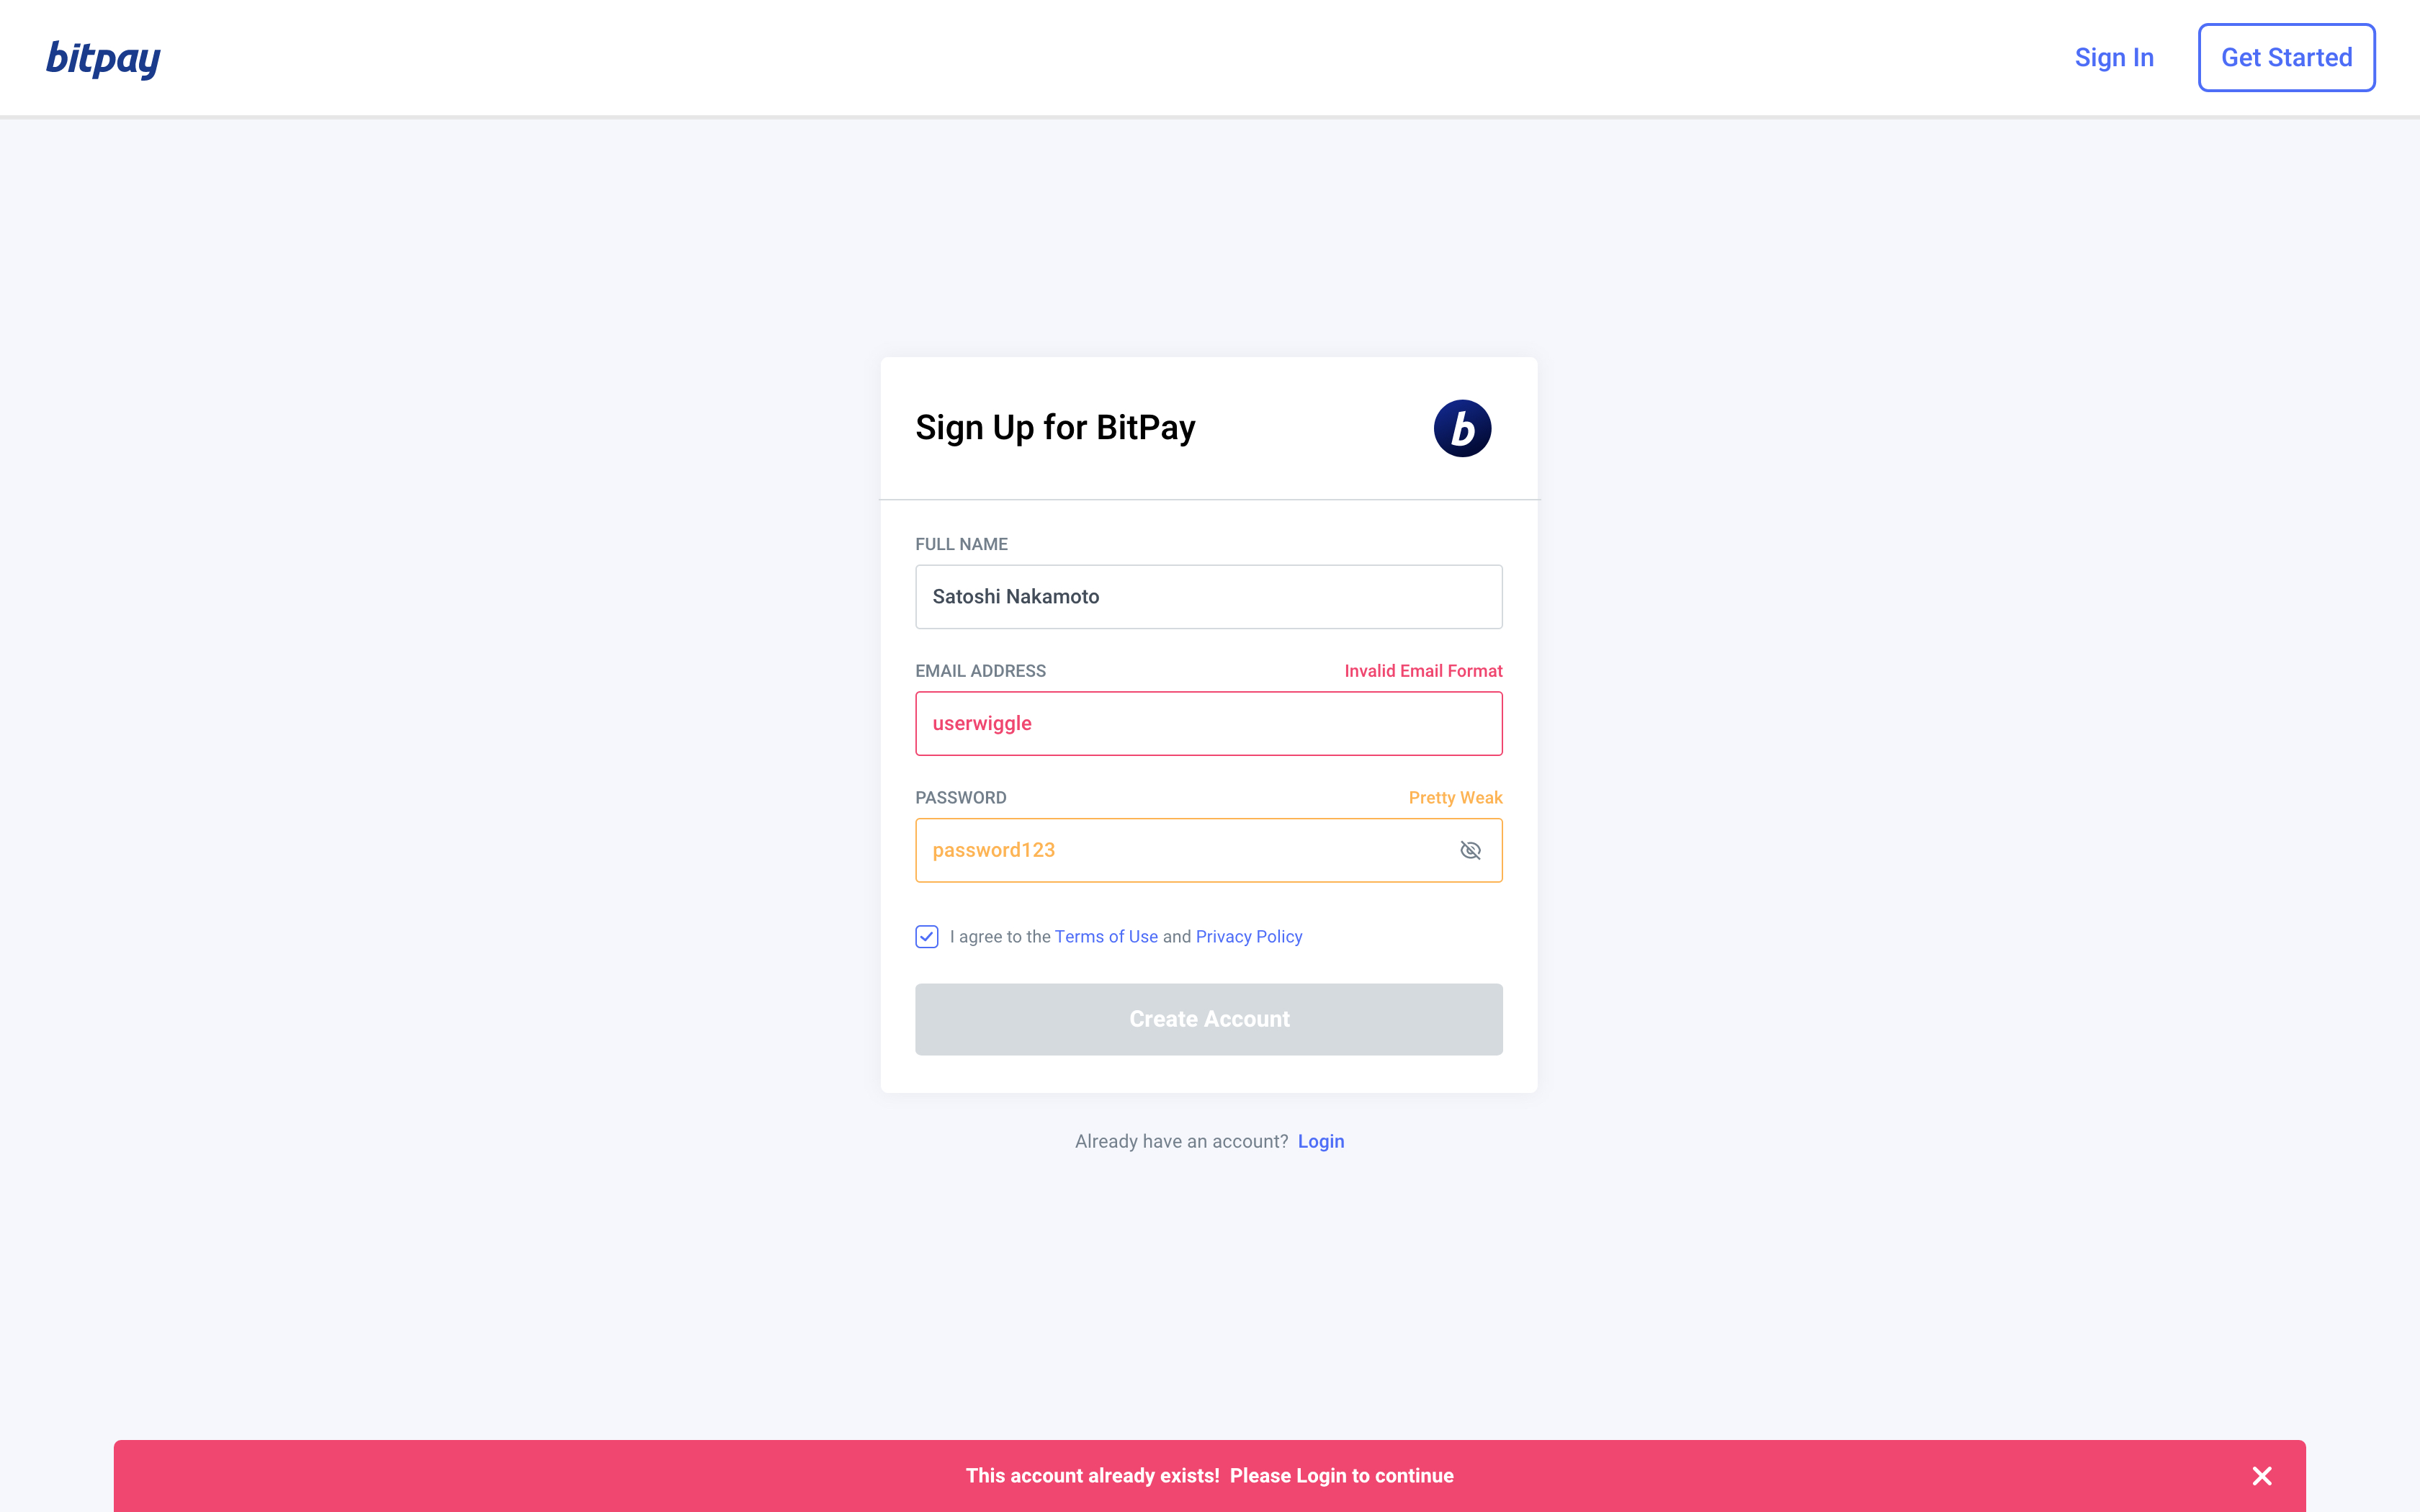 bitpay
Sign In
Get Started
Sign Up for BitPay
b
FULL NAME
Satoshi Nakamoto
EMAIL ADDRESS Invalid Email Format
userwiggle
PASSWORD Pretty Weak
password123
I agree to the Terms of Use and Privacy Policy
Create Account
Already have an account? Login
This account already exists! Please Login to continue